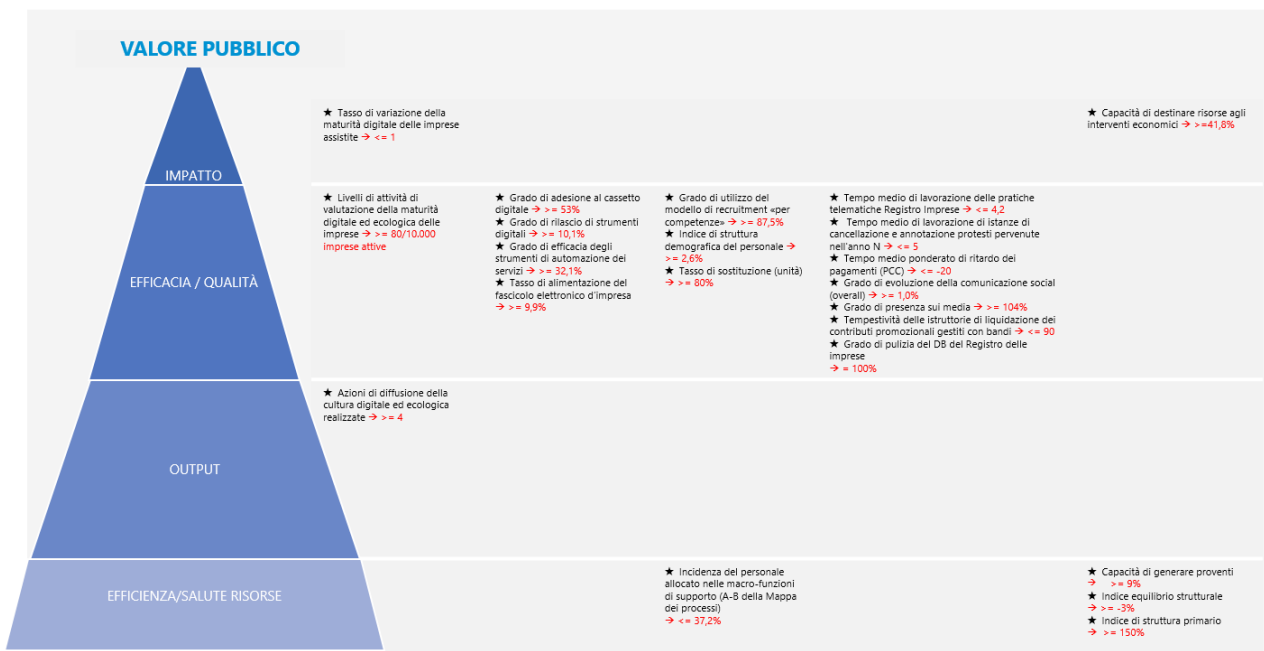 VALORE PUBBLICO
IMPATTO
★ Tasso di variazione della
maturità digitale delle imprese
assistite → <= 1
★ Capacità di destinare risorse agli
interventi economici → >=41,8%
EFFICACIA / QUALITÀ
★ Livelli di attività di
valutazione della maturità
digitale ed ecologica delle
imprese → >= 80/10.000
imprese attive
★ Grado di adesione al cassetto
digitale → >= 53%
★ Grado di rilascio di strumenti
digitali → >= 10,1%
★ Grado di efficacia degli
strumenti di automazione dei
servizi → >= 32,1%
★ Tasso di alimentazione del
fascicolo elettronico d'impresa
→ >= 9,9%
★ Grado di utilizzo del
modello di recruitment «per
competenze» → >= 87,5%
★ Indice di struttura
demografica del personale →
>= 2,6%
★ Tasso di sostituzione (unità)
→ >= 80%
★ Tempo medio di lavorazione delle pratiche
telematiche Registro Imprese → <= 4,2
★ Tempo medio di lavorazione di istanze di
cancellazione e annotazione protesti pervenute
nell'anno N → <= 5
★ Tempo medio ponderato di ritardo dei
pagamenti (PCC) → <= -20
★ Grado di evoluzione della comunicazione social
(overall) → >= 1,0%
★ Grado di presenza sui media → >= 104%
★ Tempestività delle istruttorie di liquidazione dei
contributi promozionali gestiti con bandi → <= 90
★ Grado di pulizia del DB del Registro delle
imprese
→ = 100%
OUTPUT
★ Azioni di diffusione della
cultura digitale ed ecologica
realizzate → >= 4
EFFICIENZA/SALUTE RISORSE
★ Incidenza del personale
allocato nelle macro-funzioni
di supporto (A-B della Mappa
dei processi)
→ <= 37,2%
★ Capacità di generare proventi
→ >= 9%
★ Indice equilibrio strutturale
→ >= -3%
★ Indice di struttura primario
→ >= 150%